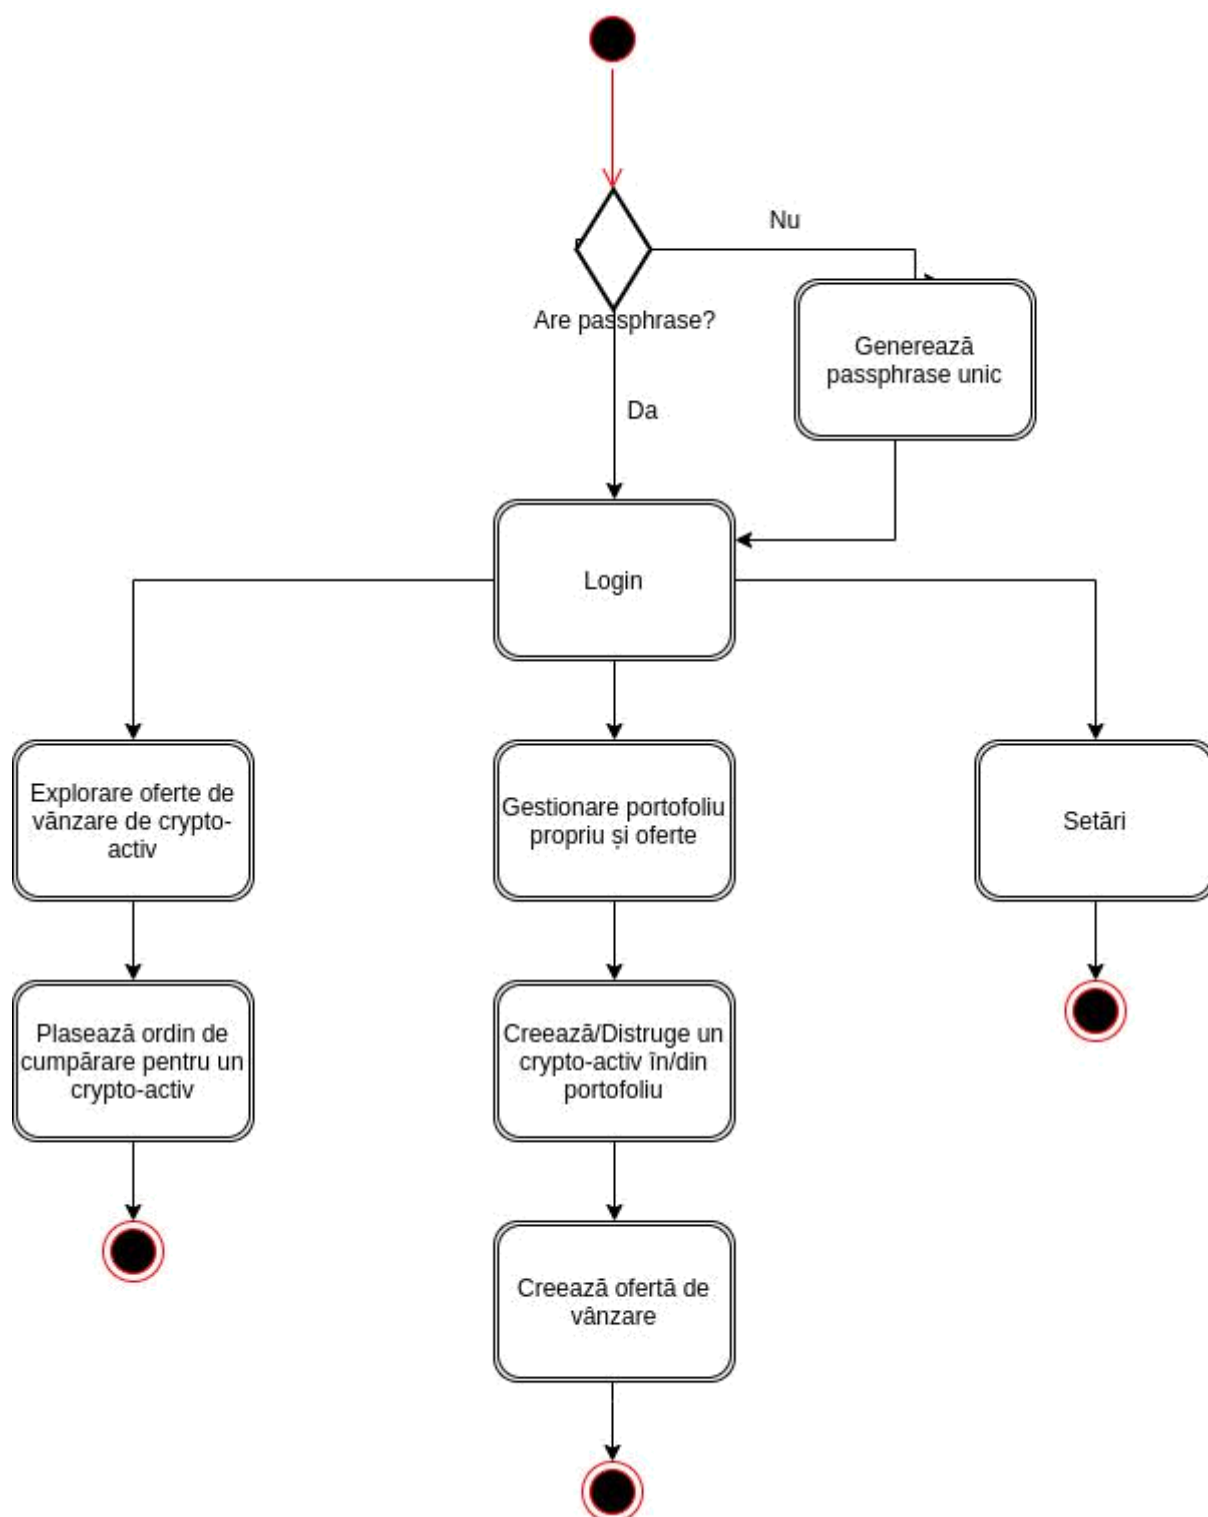 Nu
Are passphrase?
Generează
passphrase unic
Da
Login
Explorare oferte de
vânzare de crypto-
activ
Gestionare portofoliu
propriu și oferte
Setări
Plasează ordin de
cumpărare pentru un
crypto-activ
Creează/Distruge un
crypto-activ în/din
portofoliu
Creează ofertă de
vânzare